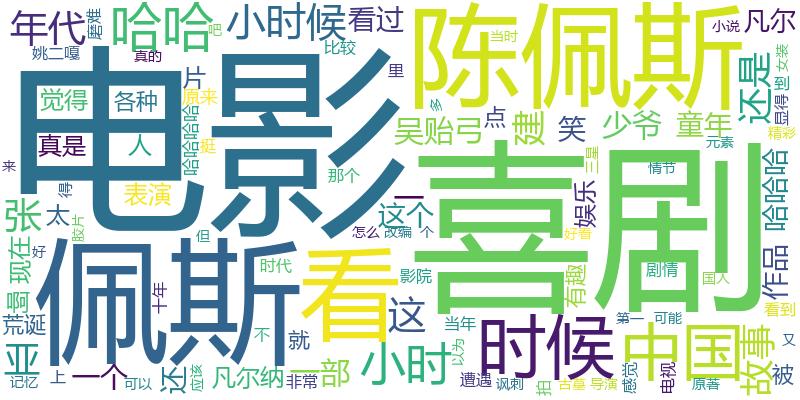 年代
磨难
哈哈
吧
小时候
看过
陈佩斯
小说
凡尔
姚二嘎
真的
比较
当时
电影
片
里
还是
女装
到
觉得
各种
原来
哈哈哈哈
多
显得
吴贻弓
点
建
笑
少爷
童年
精彩
真是
人
挺
元素
来
得
表演
那个
一
三星
情节
哈哈哈
喜剧
张
太
胶片
这个
娱乐
但
怎么
改编
个
好看
好
现在
佩斯
看
时代
影院
有趣
剧情
国人
作品
十年
这
看到
荒诞
不
就
当年
时候
第一
可能
中国
故事
又
亚
一个
还
凡尔纳
一部
小时
以为
记忆
上
可以
应该
非常
遭遇
讽刺
拍
古墓
导演
感觉
电视
原著
被